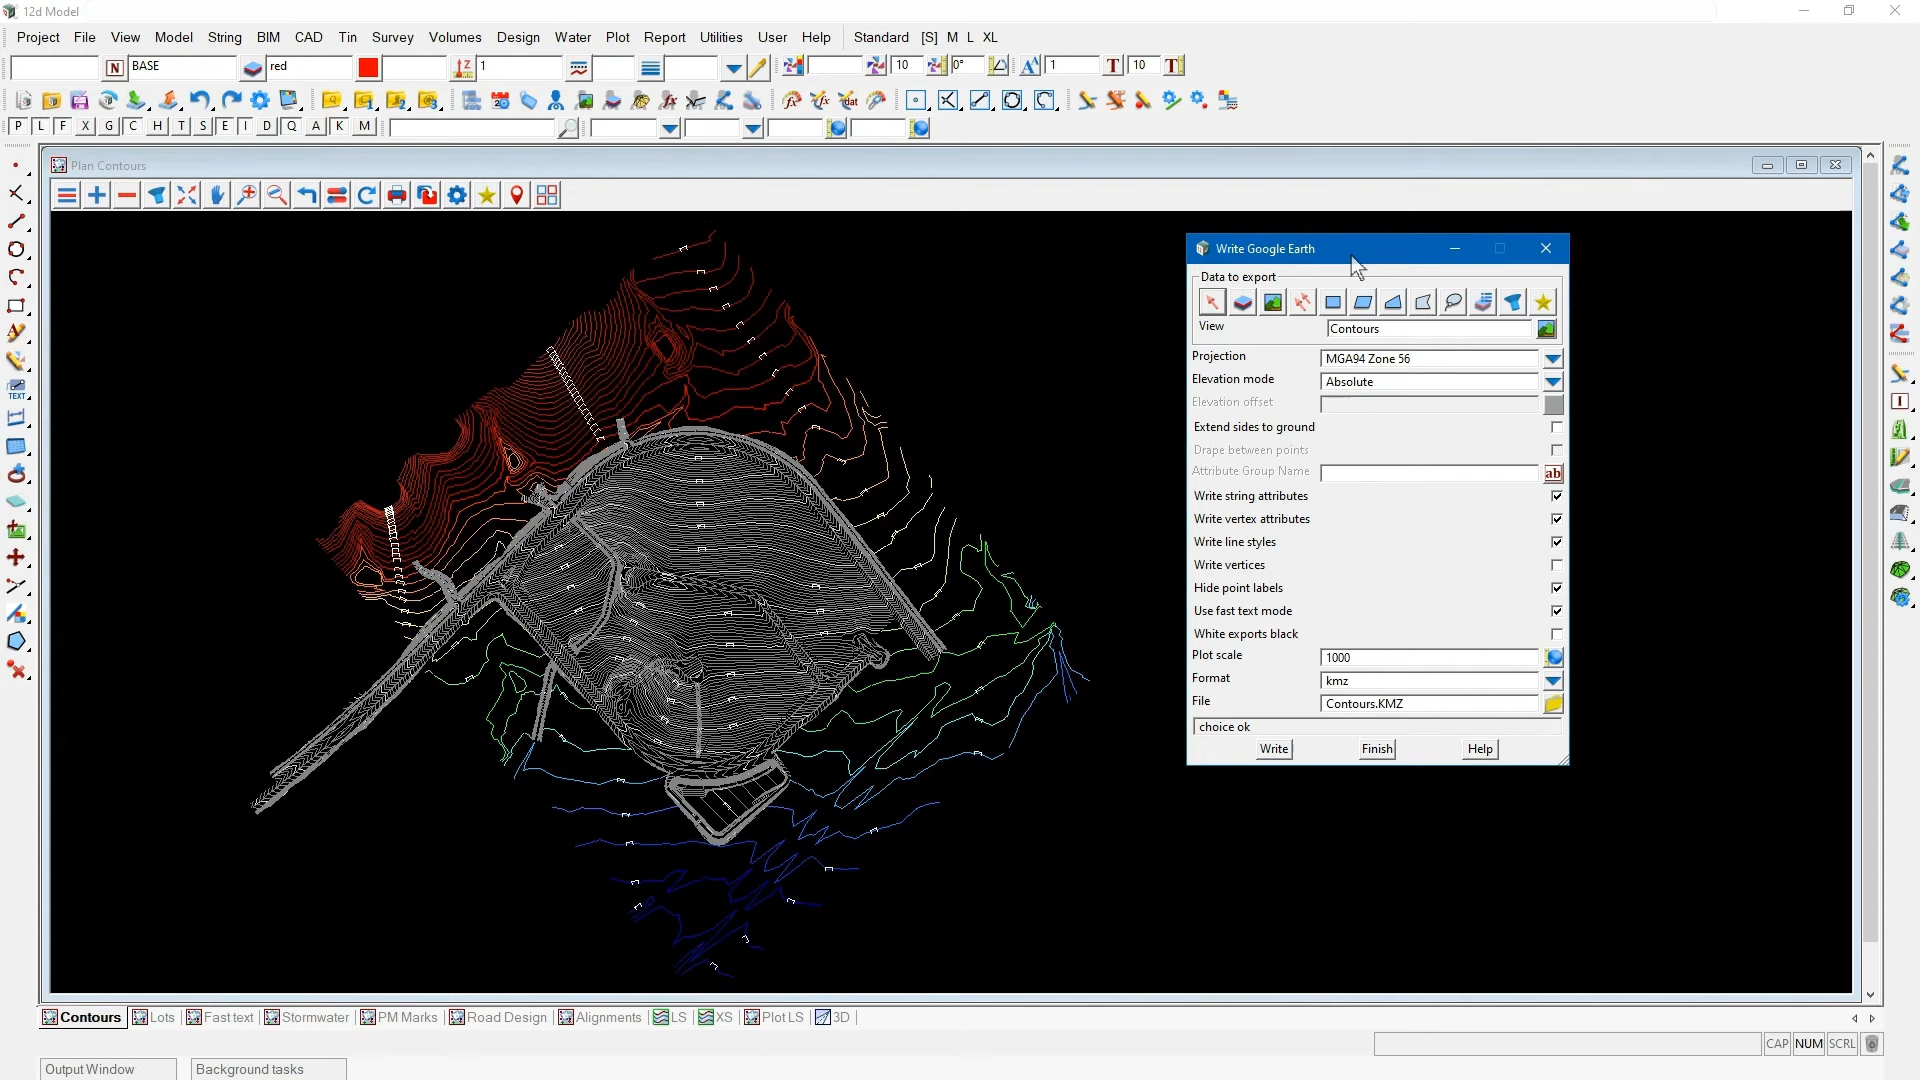 12d Model
Project File View Model String BIM CAD Tin Survey Volumes Design Water Plot Report Utilities User Help Standard [S] M L XL
N BASE red 1 10 0° 1 T 10 T
P L F X G C H T S E I D Q A K M
Plan Contours
Write Google Earth
Data to export
View Contours
Projection MGA94 Zone 56
Elevation mode Absolute
Elevation offset
Extend sides to ground
Drape between points
Attribute Group Name ab
Write string attributes
Write vertex attributes
Write line styles
Write vertices
Hide point labels
Use fast text mode
White exports black
Plot scale 1000
Format kmz
File Contours.KMZ
choice ok
Write Finish Help
TEXT
Contours Lots Fast text Stormwater PM Marks Road Design Alignments LS XS Plot LS 3D
CAP NUM SCRL
Output Window Background tasks